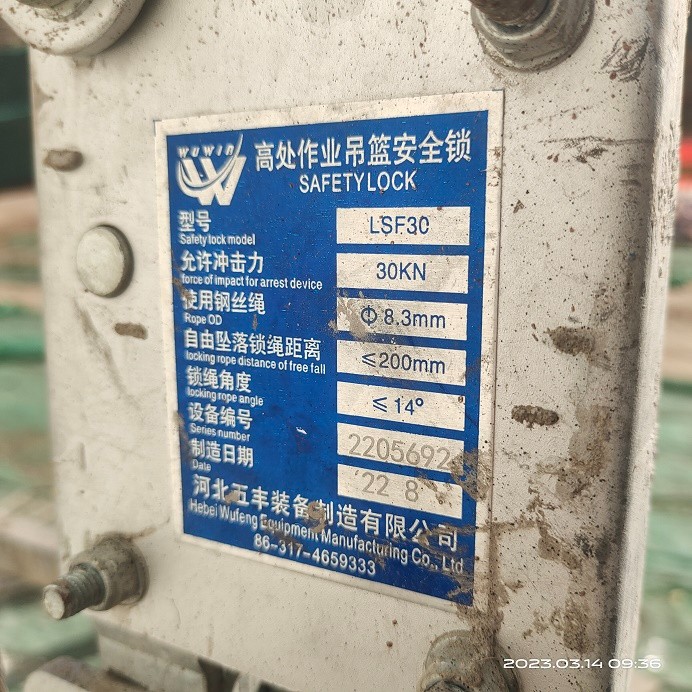 WUWIN
高处作业吊篮安全锁
SAFETYLOCK
型号
Safety lock model
LSF30
允许冲击力
force of impact for arrest device
30KN
使用钢丝绳
Rope OD
Φ 8.3mm
自由坠落锁绳距离
locking rope distance of free fall
≤200mm
锁绳角度
locking rope angle
≤ 14°
设备编号
Series number
2205692
制造日期
Date
22 8
河北五丰装备制造有限公司
Hebei Wufeng Equipment Manufacturing Co., Ltd
86-317-4659333
2023.03.14 09:36